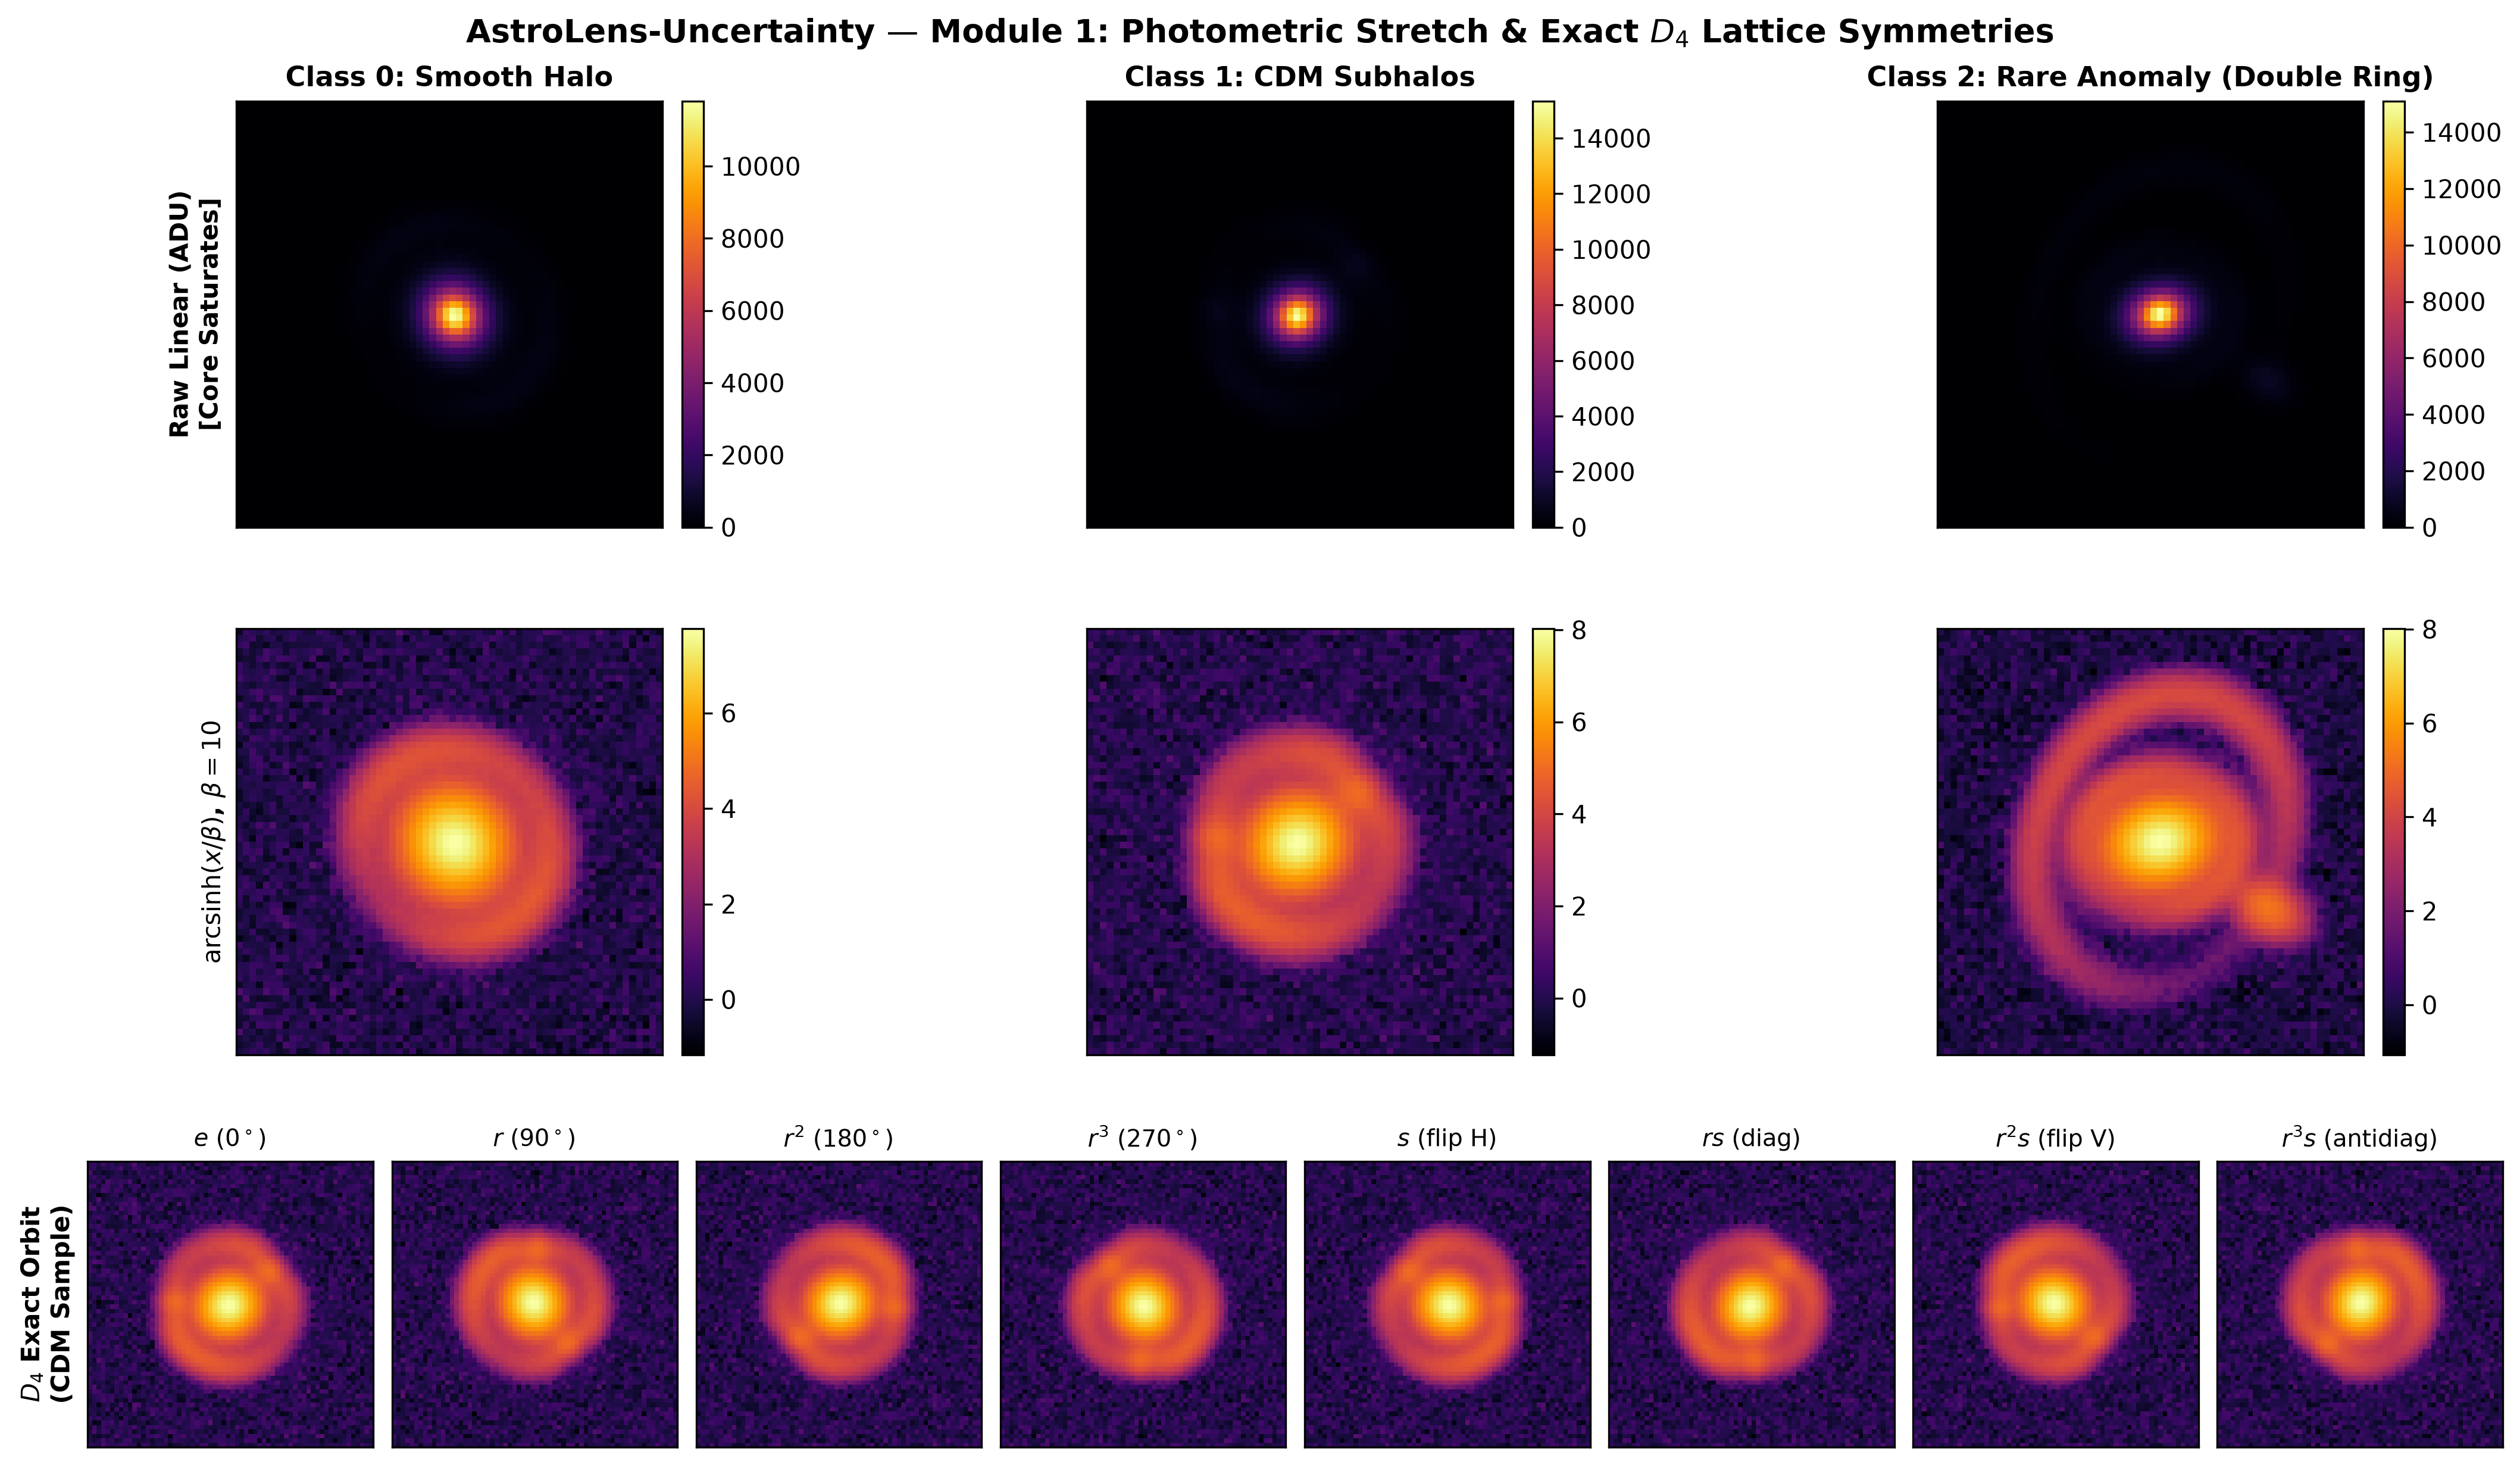 AstroLens-Uncertainty — Module 1: Photometric Stretch & Exact D₄ Lattice Symmetries
Class 0: Smooth Halo
Class 1: CDM Subhalos
Class 2: Rare Anomaly (Double Ring)
Raw Linear (ADU)
[Core Saturates]
10000
8000
6000
4000
2000
0
14000
12000
10000
8000
6000
4000
2000
0
14000
12000
10000
8000
6000
4000
2000
0
arcsinh(x/β), β = 10
6
4
2
0
8
6
4
2
0
8
6
4
2
0
D₄ Exact Orbit
(CDM Sample)
e (0°)
r (90°)
r² (180°)
r³ (270°)
s (flip H)
rs (diag)
r²s (flip V)
r³s (antidiag)